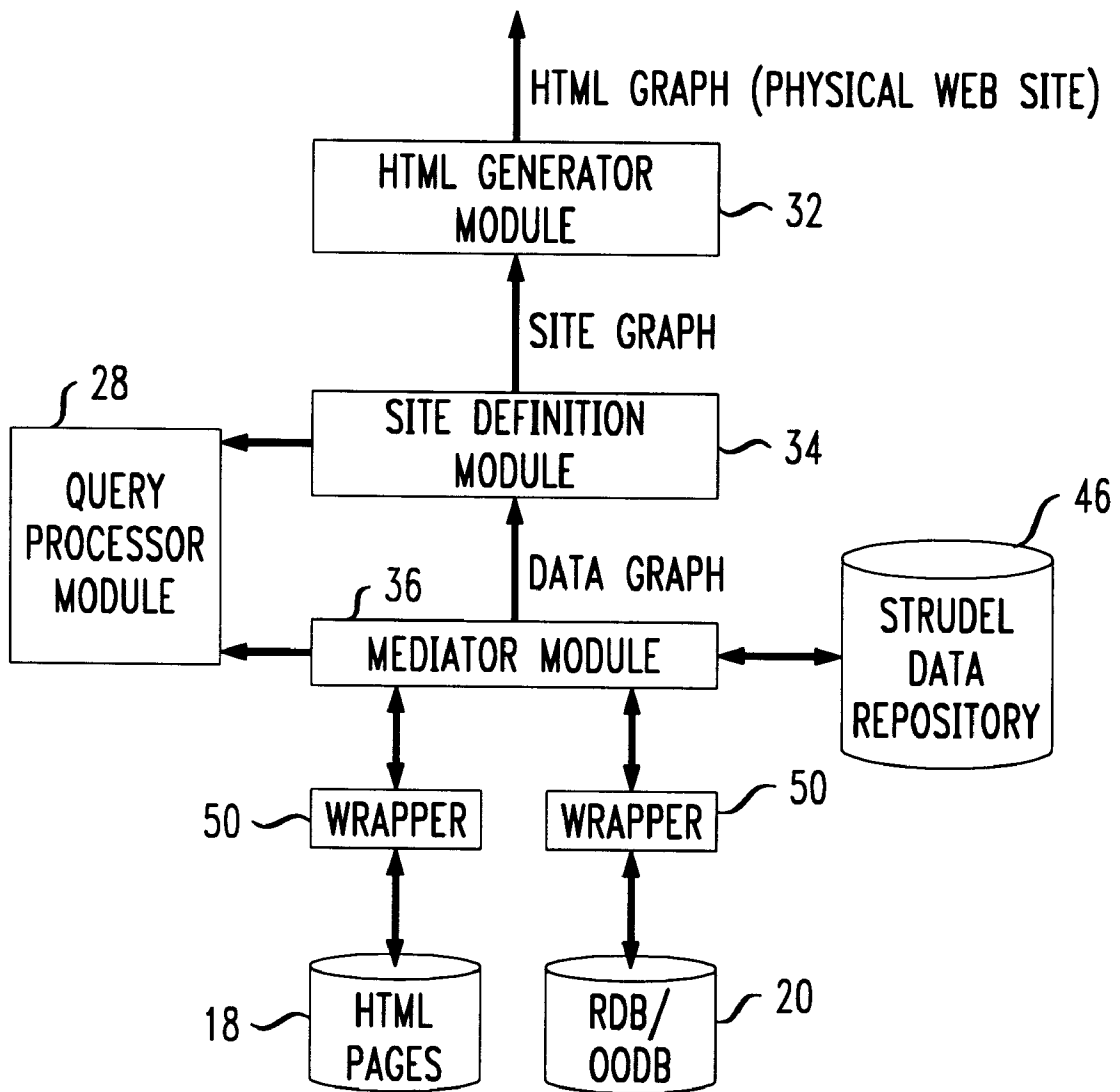 HTML GRAPH (PHYSICAL WEB SITE)
HTML GENERATOR
MODULE
32
SITE GRAPH
28
SITE DEFINITION
MODULE
34
QUERY
PROCESSOR
MODULE
46
DATA GRAPH
36
MEDIATOR MODULE
STRUDEL
DATA
REPOSITORY
50
WRAPPER
WRAPPER
50
18
HTML
PAGES
RDB/
OODB
20